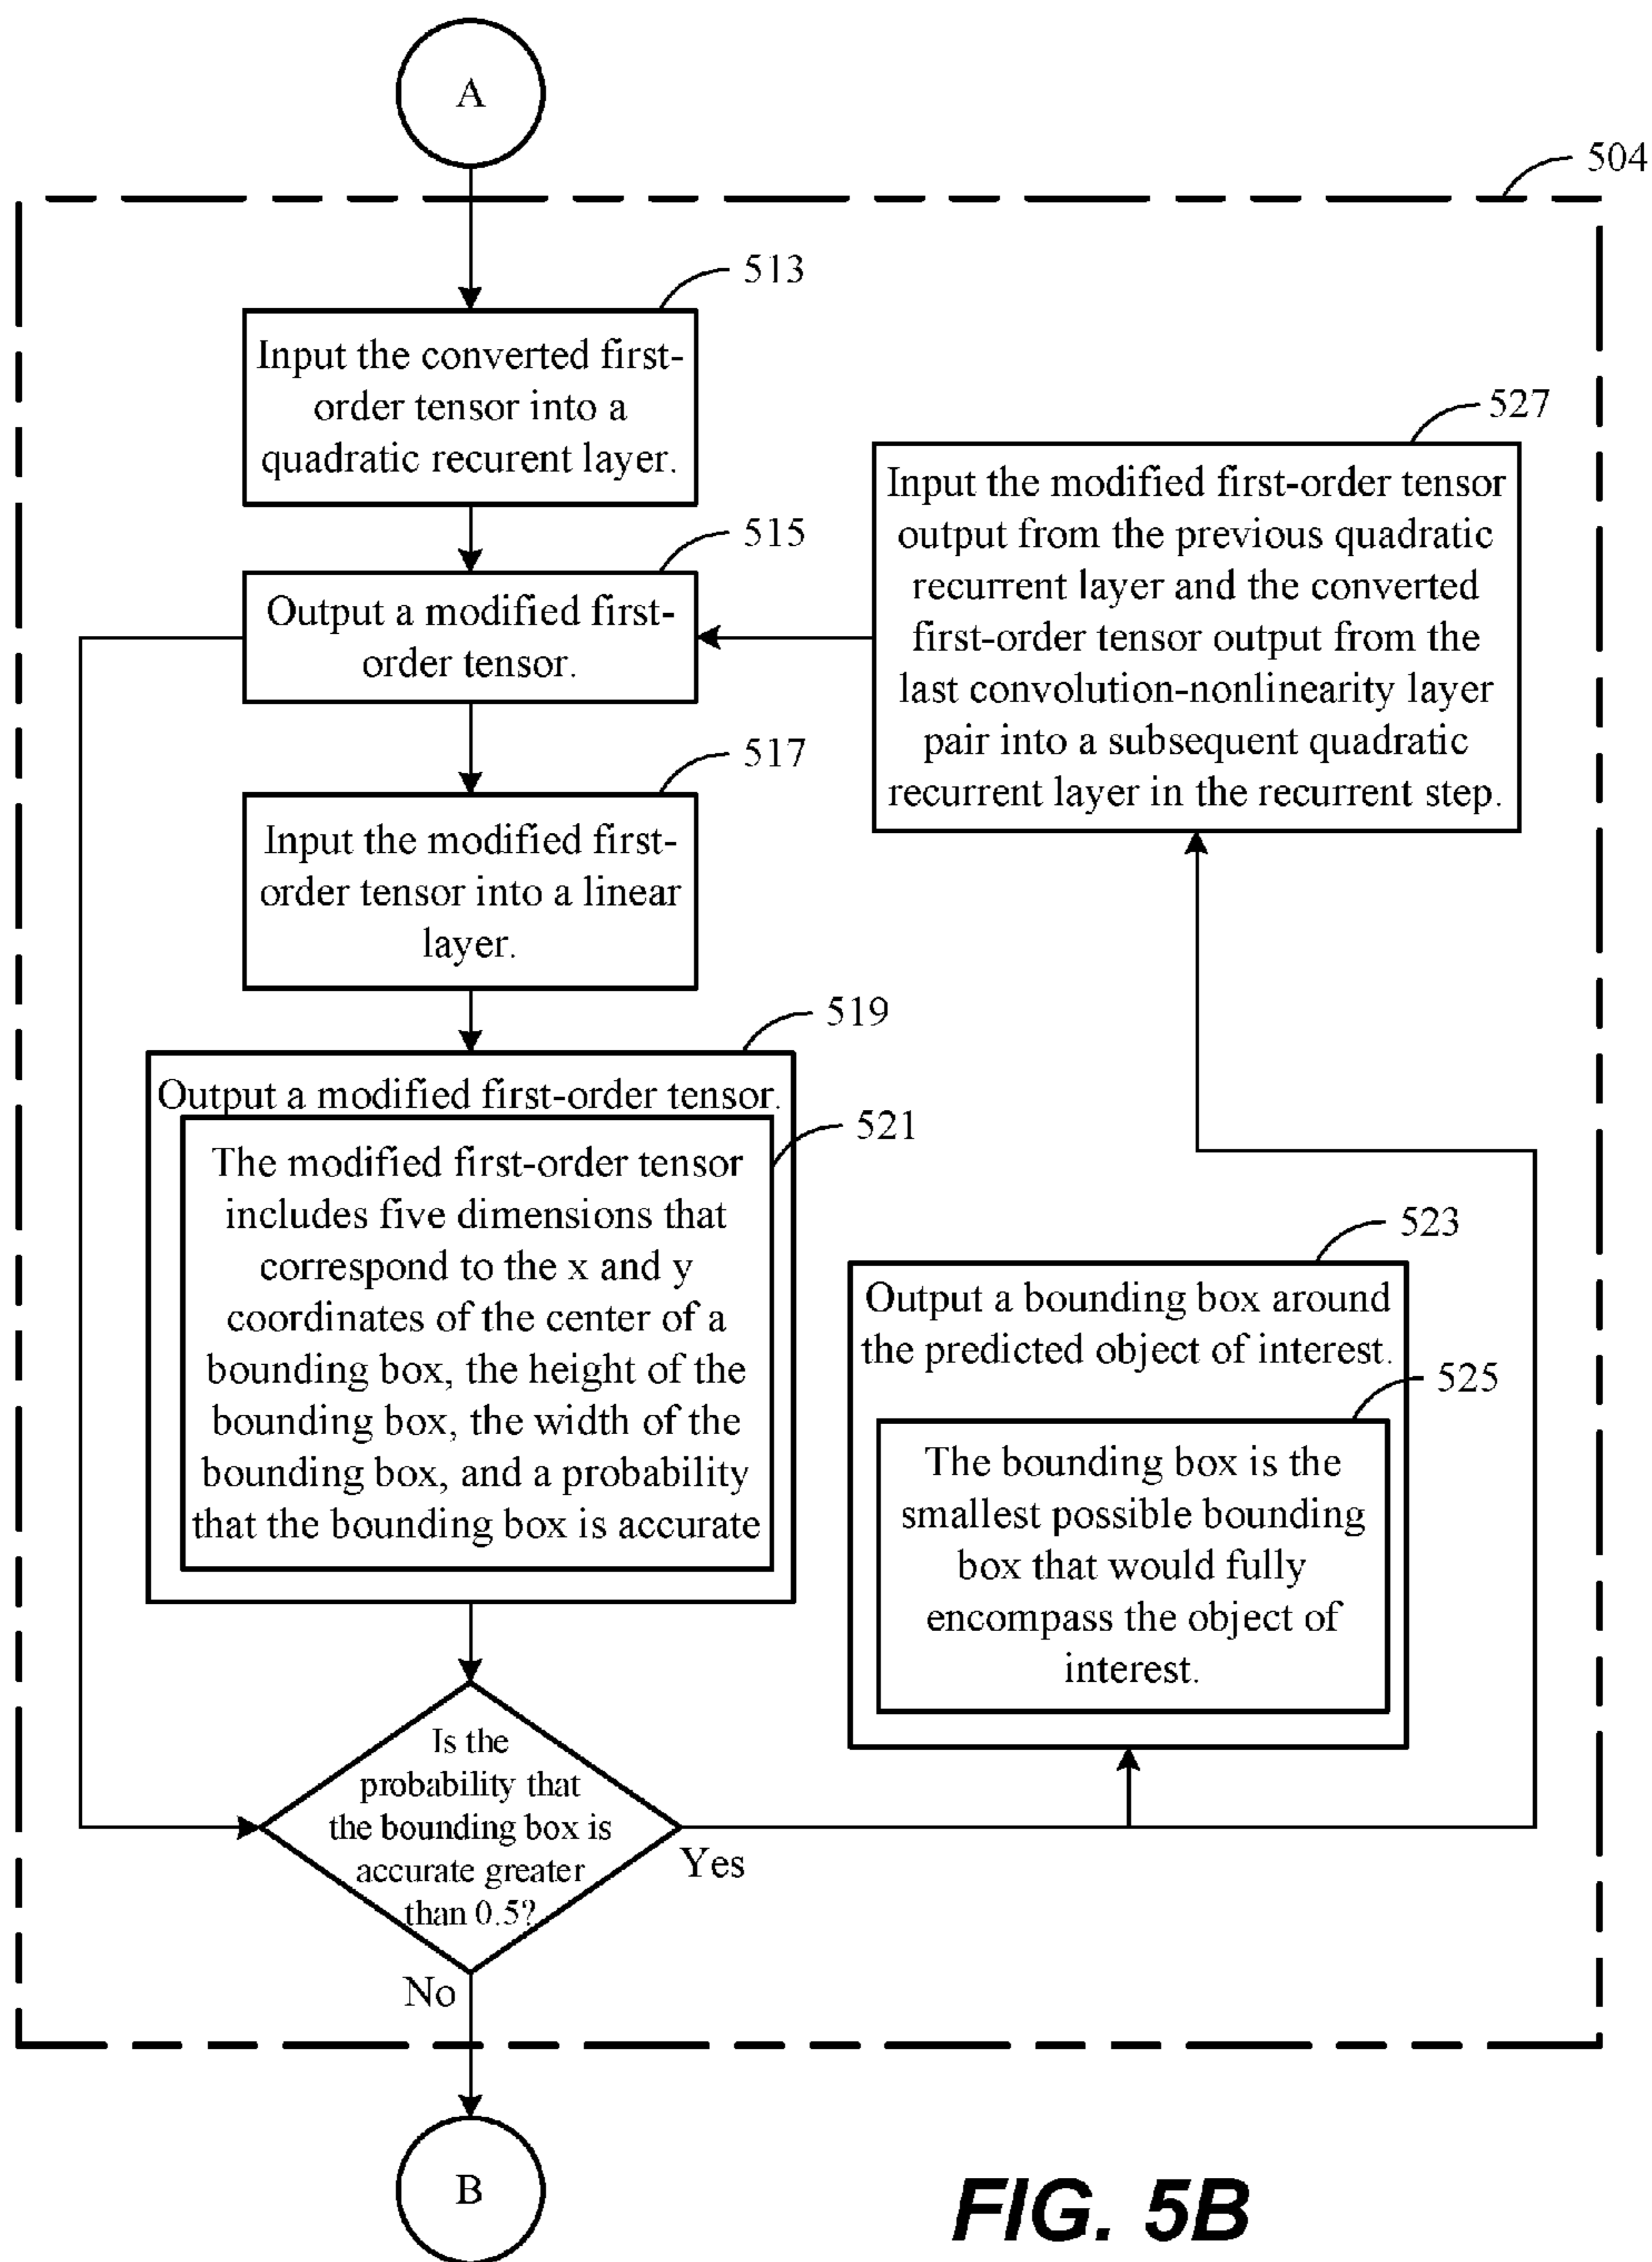 A
504
513
Input the converted first-
order tensor into a
quadratic recurent layer.
527
Input the modified first-order tensor
output from the previous quadratic
recurrent layer and the converted
first-order tensor output from the
last convolution-nonlinearity layer
pair into a subsequent quadratic
recurrent layer in the recurrent step.
515
Output a modified first-
order tensor.
517
Input the modified first-
order tensor into a linear
layer.
519
Output a modified first-order tensor.
521
The modified first-order tensor
includes five dimensions that
correspond to the x and y
coordinates of the center of a
bounding box, the height of the
bounding box, the width of the
bounding box, and a probability
that the bounding box is accurate
523
Output a bounding box around
the predicted object of interest.
525
The bounding box is the
smallest possible bounding
box that would fully
encompass the object of
interest.
Is the
probability that
the bounding box is
accurate greater
than 0.5?
Yes
No
B
FIG. 5B